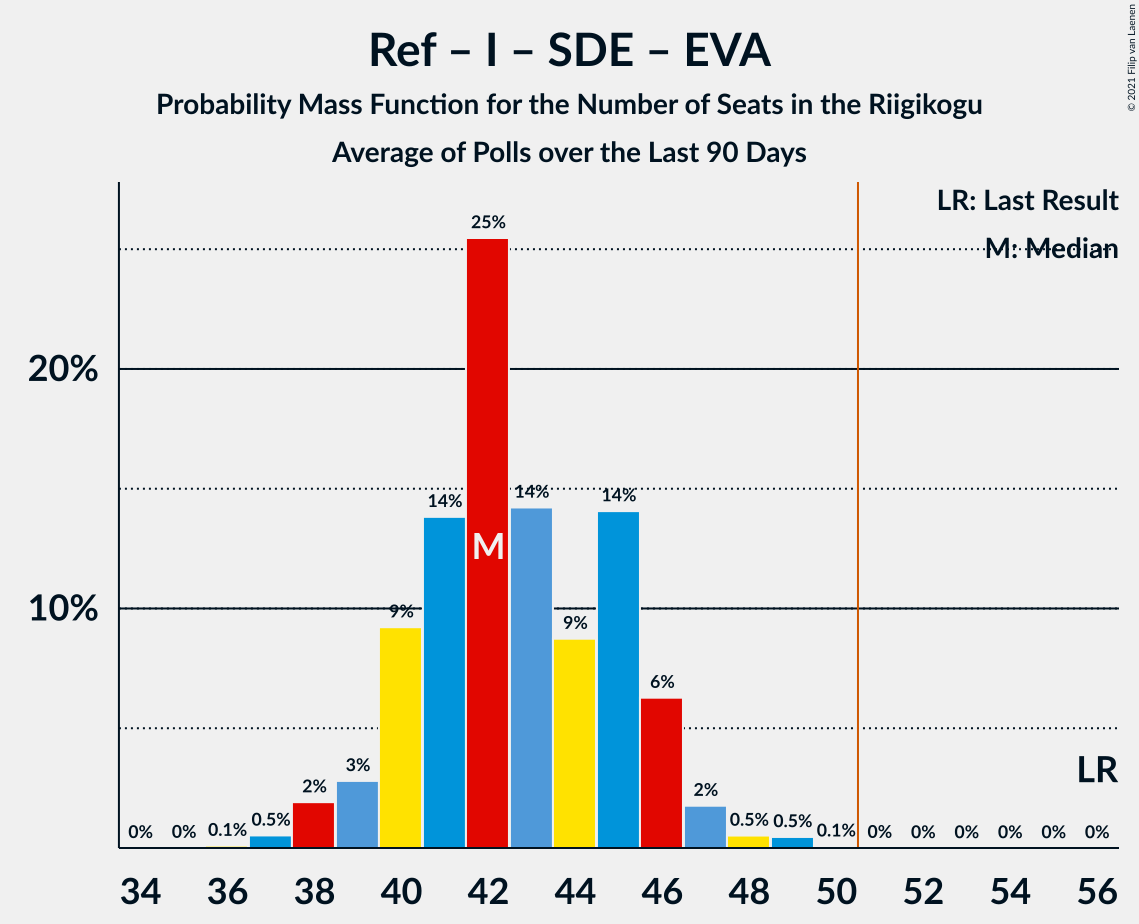 Ref – I – SDE – EVA
Probability Mass Function for the Number of Seats in the Riigikogu
Average of Polls over the Last 90 Days
© 2021 Filip van Laenen
LR: Last Result
M: Median
25%
20%
14%
14%
14%
M
10%
9%
9%
6%
3%
2%
2%
LR
0%
0%
0.1%
0.5%
0.5%
0.5%
0.1%
0%
0%
0%
0%
0%
0%
34 36 38 40 42 44 46 48 50 52 54 56